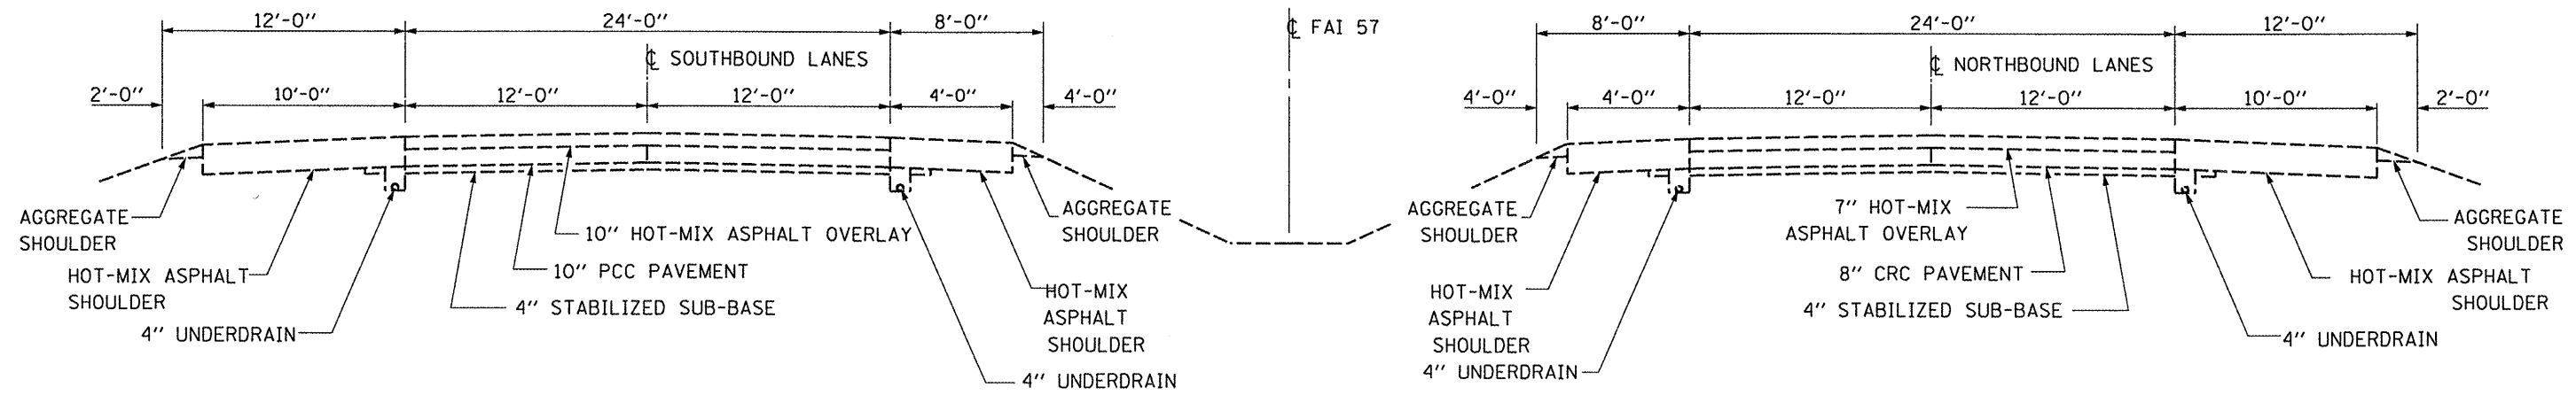 12'-0" 24'-0" 8'-0" ℄ FAI 57 8'-0" 24'-0" 12'-0"
℄ SOUTHBOUND LANES ℄ NORTHBOUND LANES
2'-0" 10'-0" 12'-0" 12'-0" 4'-0" 4'-0" 4'-0" 4'-0" 12'-0" 12'-0" 10'-0" 2'-0"
AGGREGATE
SHOULDER
HOT-MIX ASPHALT
SHOULDER
4" UNDERDRAIN
10" HOT-MIX ASPHALT OVERLAY
10" PCC PAVEMENT
4" STABILIZED SUB-BASE
AGGREGATE
SHOULDER
HOT-MIX
ASPHALT
SHOULDER
4" UNDERDRAIN
AGGREGATE
SHOULDER
HOT-MIX
ASPHALT
SHOULDER
4" UNDERDRAIN
7" HOT-MIX
ASPHALT OVERLAY
8" CRC PAVEMENT
4" STABILIZED SUB-BASE
AGGREGATE
SHOULDER
HOT-MIX ASPHALT
SHOULDER
4" UNDERDRAIN